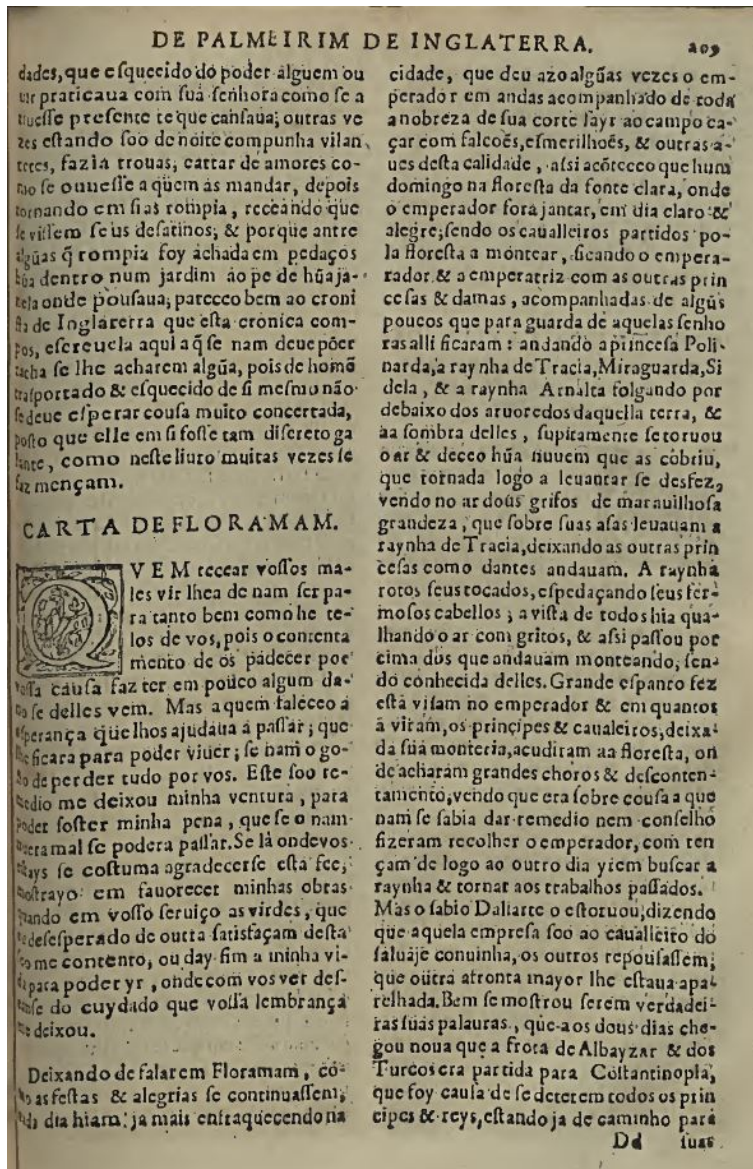 DE PALMEIRIM DE INGLATERRA. 209
dades, que esquecido do poder alguem ou
vir praticaua com sua senhora como se a
tiuesse presente te que cansaua; outras ve
zes estando soo de noite compunha vilan
cetes, fazia trouas, cartar de amores co-
mo se ouuesse a quem as mandar, depois
tornando em si as rompia, receando que
se vissem seus desatinos; & porque antre
algũas q̃ rompia foy achada em pedaços
hũa dentro num jardim ao pe de hũa ja-
nela onde pousaua; pareceo bem ao croni
sta de Inglaterra que esta cronica com-
pos, escreuela aqui a q̃ se nam deue põer
tacha se lhe acharem algũa, pois de homẽ
trasportado & esquecido de si mesmo não
se deue esperar cousa muito concertada,
posto que elle em si fosse tam discreto ga
lante, como neste liuro muitas vezes se
faz mençam.
CARTA DE FLORAMAM.
QVEM recear vossos ma-
les vir lhea de nam ser pa-
ra tanto bem como he te-
los de vos, pois o contenta
mento de os padecer por
vossa causa faz ter em pouco algum da-
no se delles vem. Mas a quem faleceo a
esperança que lhos ajudaua a passar; que
lhe ficara para poder viuer; se nam o go-
sto de perder tudo por vos. Este soo re-
medio me deixou minha ventura, para
poder soster minha pena, que se o nam
tiuera mal se podera passar. Se lá onde vos
estays se costuma agradecerse esta fee,
mostrayo em fauorecer minhas obras
quando em vosso seruiço as virdes, que
desesperado de outra satisfaçam desta
so me contento, ou day fim a minha vi-
da para poder yr, onde com vos ver des-
canse do cuydado que vossa lembrança
me deixou.
Deixando de falarem Floramam, cõ-
mo as festas & alegrias se continuassem,
cada dia hiam ja mais enfraquecendo na
cidade, que deu azo algũas vezes o em-
perador em andas acompanhado de toda
a nobreza de sua corte sayr ao campo ca-
çar com falcoẽs, esmerilhoẽs, & outras a-
ues desta calidade, assi acõteceo que hum
domingo na floresta da fonte clara, onde
o emperador fora jantar, em dia claro &
alegre; sendo os caualleiros partidos po-
la floresta a montear, ficando o empera-
rador & a emperatriz com as outras prin
cesas & damas, acompanhadas de algũs
poucos que para guarda de aquelas senho
ras alli ficaram: andando a princesa Poli-
narda, a raynha de Tracia, Miraguarda, Si
dela, & a raynha Arnalta folgando por
debaixo dos aruoredos daquella terra, &
aa sombra delles, supitamente se toruou
o ar & deceo hũa nuuem que as cobriu,
que tornada logo a leuantar se desfez,
vendo no ar dous grifos de marauilhosa
grandeza, que sobre suas asas leuauam a
raynha de Tracia, deixando as outras prin
cesas como dantes andauam. A raynha
rotos seus tocados, espedaçando seus fer-
mosos cabellos; a vista de todos hia qua-
lhando o ar com gritos, & assi passou por
cima dos que andauam monteando, sen-
do conhecida delles. Grande espanto fez
está visam no emperador & em quantos
a viram, os principes & caualeiros, deixa-
da sua monteria, acudiram aa floresta, on
de acharam grandes choros & desconten-
tamento, vendo que era sobre cousa a que
nam se sabia dar remedio nem conselho
fizeram recolher o emperador, com ten
çam de logo ao outro dia yrem buscar a
raynha & tornar aos trabalhos passados.
Mas o sabio Daliarte o estoruou, dizendo
que aquela empresa soo ao caualleiro do
saluaje conuinha, os outros repousassem;
que outra afronta mayor lhe estaua apa-
relhada. Bem se mostrou serem verdadei-
ras suas palauras, que aos dous dias che-
gou noua que a frota de Albayzar & dos
Turcos era partida para Costantinopla,
que foy causa de se deterem todos os prin
cipes & reys, estando ja de caminho para
Dd suas